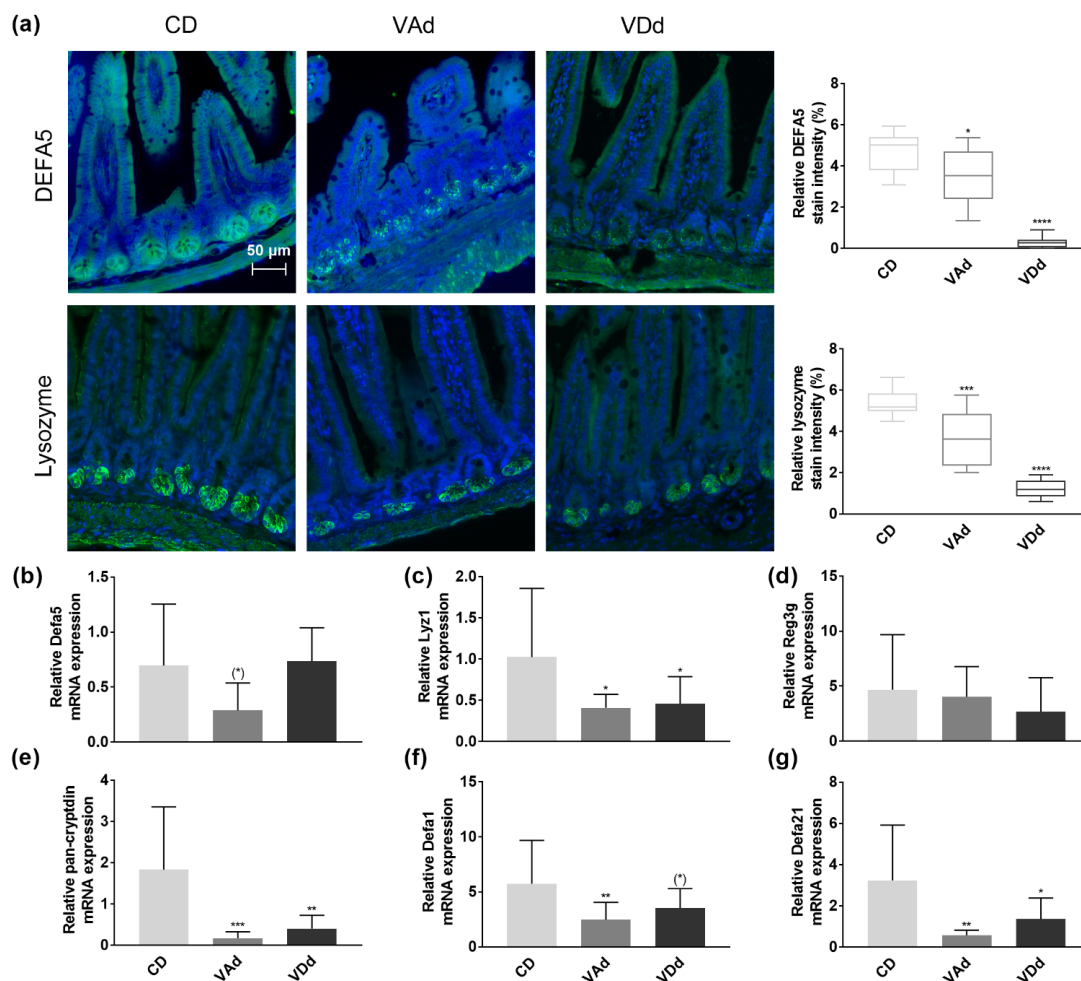 (a)
CD
VAd
VDd
DEFA5
50 µm
Relative DEFA5
stain intensity (%)
8
6
4
2
0
*
****
CD
VAd
VDd
Lysozyme
Relative lysozyme
stain intensity (%)
8
6
4
2
0
***
****
CD
VAd
VDd
(b)
Relative Defa5
mRNA expression
1.5
1.0
0.5
0.0
(*)
(c)
Relative Lyz1
mRNA expression
2.0
1.5
1.0
0.5
0.0
*
*
(d)
Relative Reg3g
mRNA expression
15
10
5
0
(e)
Relative pan-cryptdin
mRNA expression
4
3
2
1
0
***
**
CD
VAd
VDd
(f)
Relative Defa1
mRNA expression
15
10
5
0
**
(*)
CD
VAd
VDd
(g)
Relative Defa21
mRNA expression
8
6
4
2
0
**
*
CD
VAd
VDd